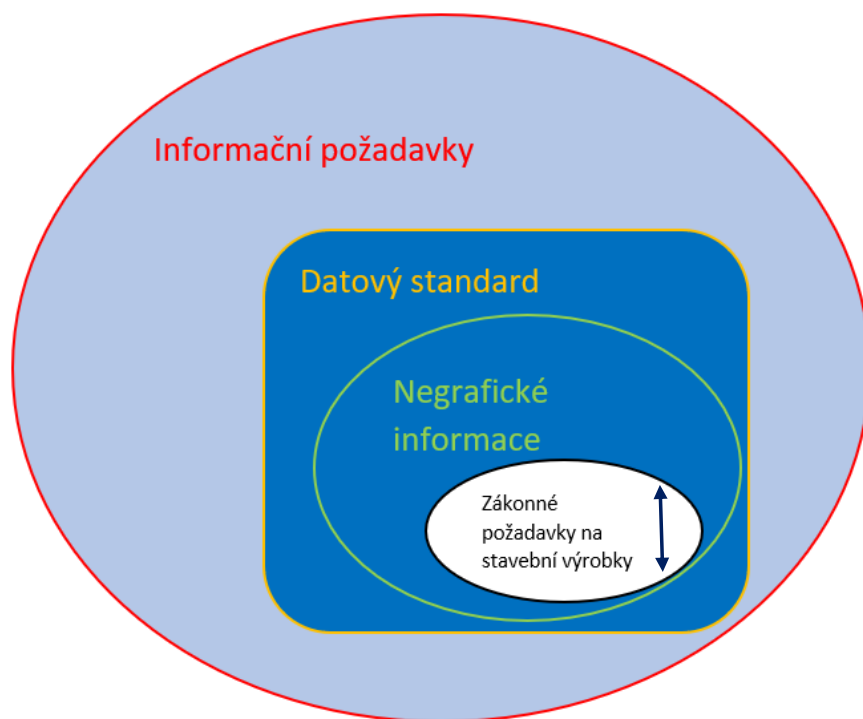 Informační požadavky
Datový standard
Negrafické
informace
Zákonné
požadavky na
stavební výrobky